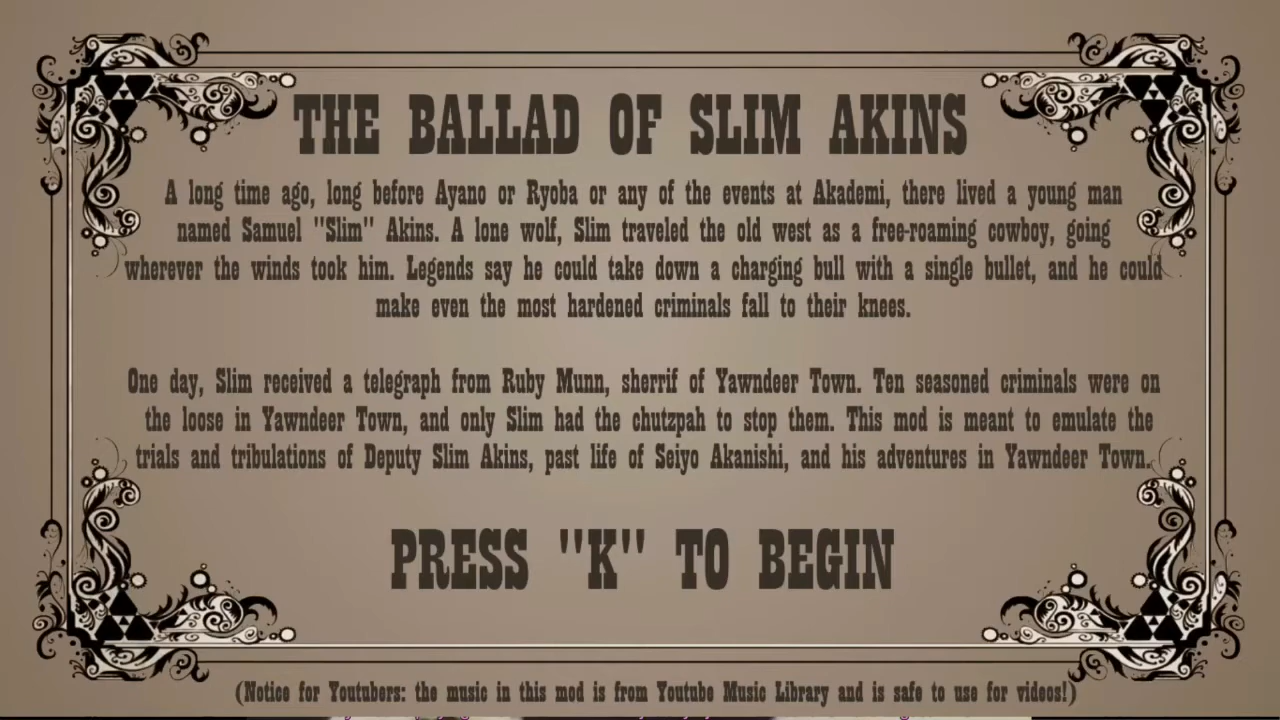 THE BALLAD OF SLIM AKINS
A long time ago, long before Ayano or Ryoba or any of the events at Akademi, there lived a young man
named Samuel "Slim" Akins. A lone wolf, Slim traveled the old west as a free-roaming cowboy, going
wherever the winds took him. Legends say he could take down a charging bull with a single bullet, and he could
make even the most hardened criminals fall to their knees.
One day, Slim received a telegraph from Ruby Munn, sherrif of Yawndeer Town. Ten seasoned criminals were on
the loose in Yawndeer Town, and only Slim had the chutzpah to stop them. This mod is meant to emulate the
trials and tribulations of Deputy Slim Akins, past life of Seiyo Akanishi, and his adventures in Yawndeer Town.
PRESS "K" TO BEGIN
(Notice for Youtubers: the music in this mod is from Youtube Music Library and is safe to use for videos!)